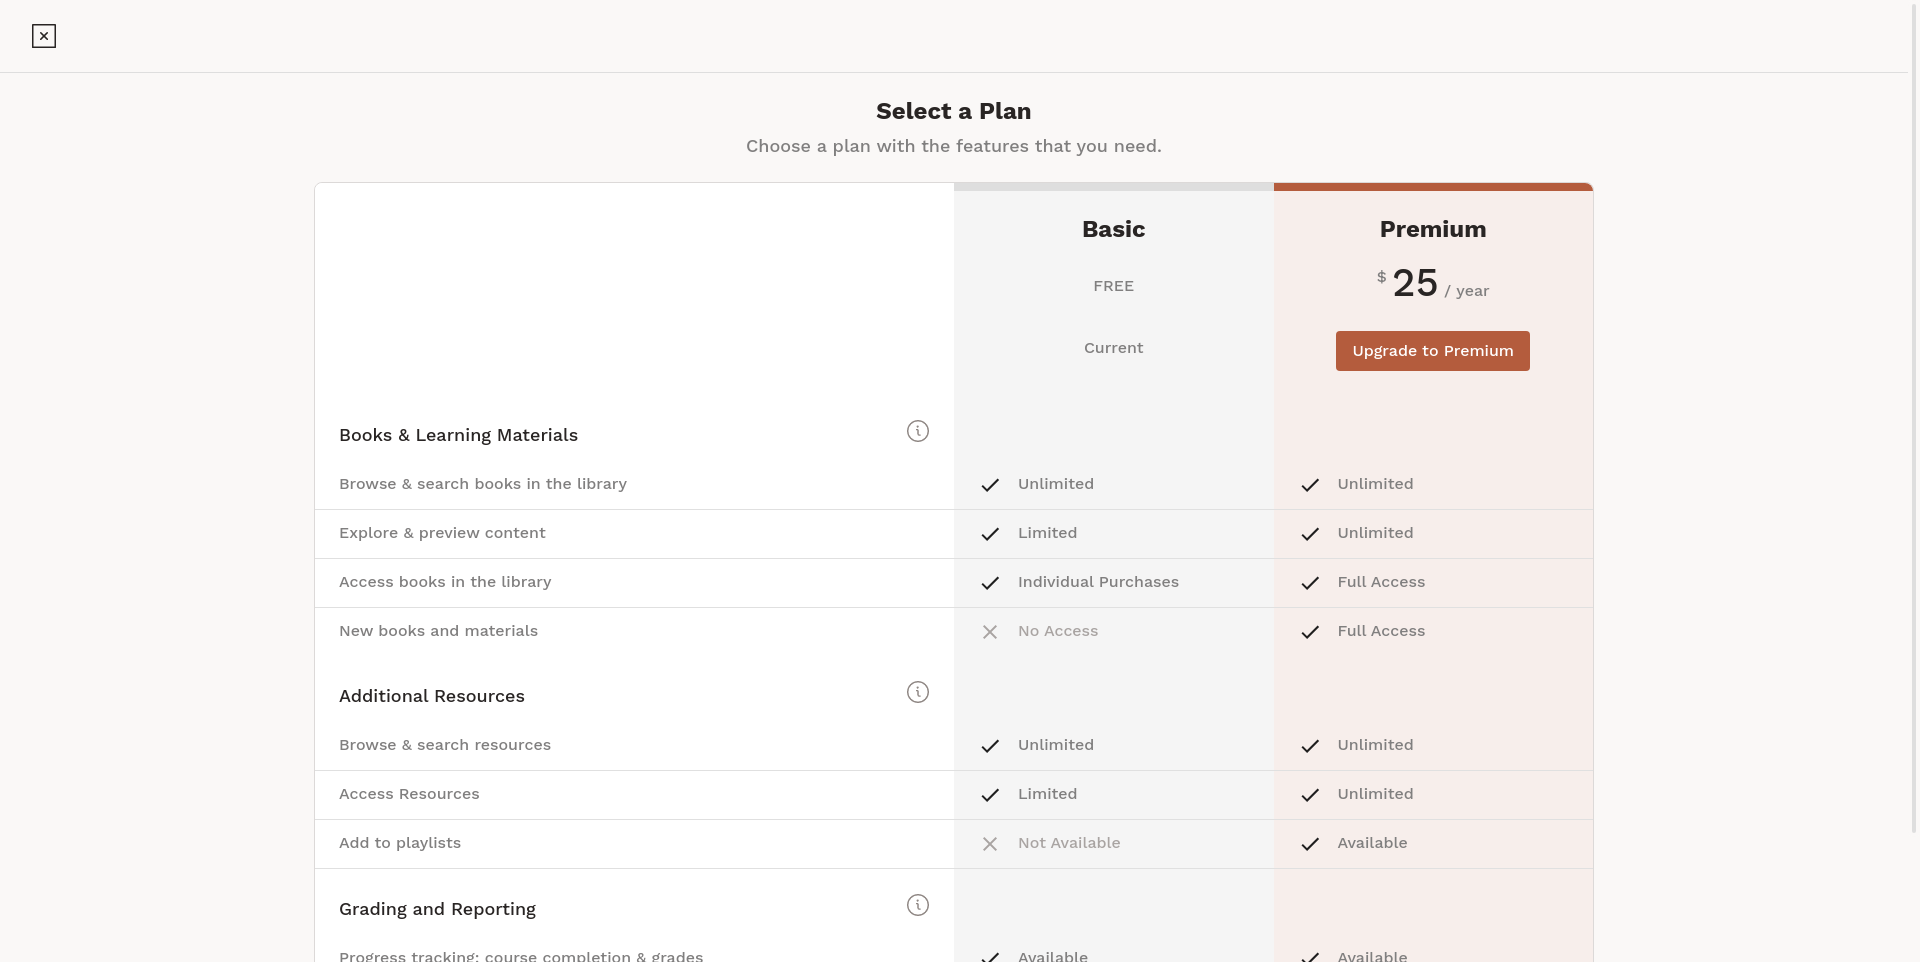 Select a Plan
Choose a plan with the features that you need.
Basic
Premium
FREE
$ 25 / year
Current
Upgrade to Premium
Books & Learning Materials
Browse & search books in the library
Unlimited
Unlimited
Explore & preview content
Limited
Unlimited
Access books in the library
Individual Purchases
Full Access
New books and materials
No Access
Full Access
Additional Resources
Browse & search resources
Unlimited
Unlimited
Access Resources
Limited
Unlimited
Add to playlists
Not Available
Available
Grading and Reporting
Progress tracking: course completion & grades
Available
Available